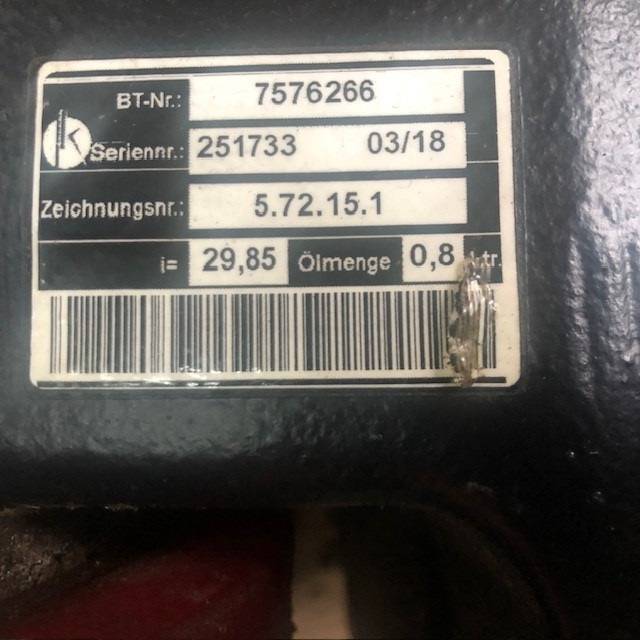 BT-Nr.: 7576266
Seriennr.: 251733 03/18
Zeichnungsnr.: 5.72.15.1
i= 29,85 Ölmenge 0,8